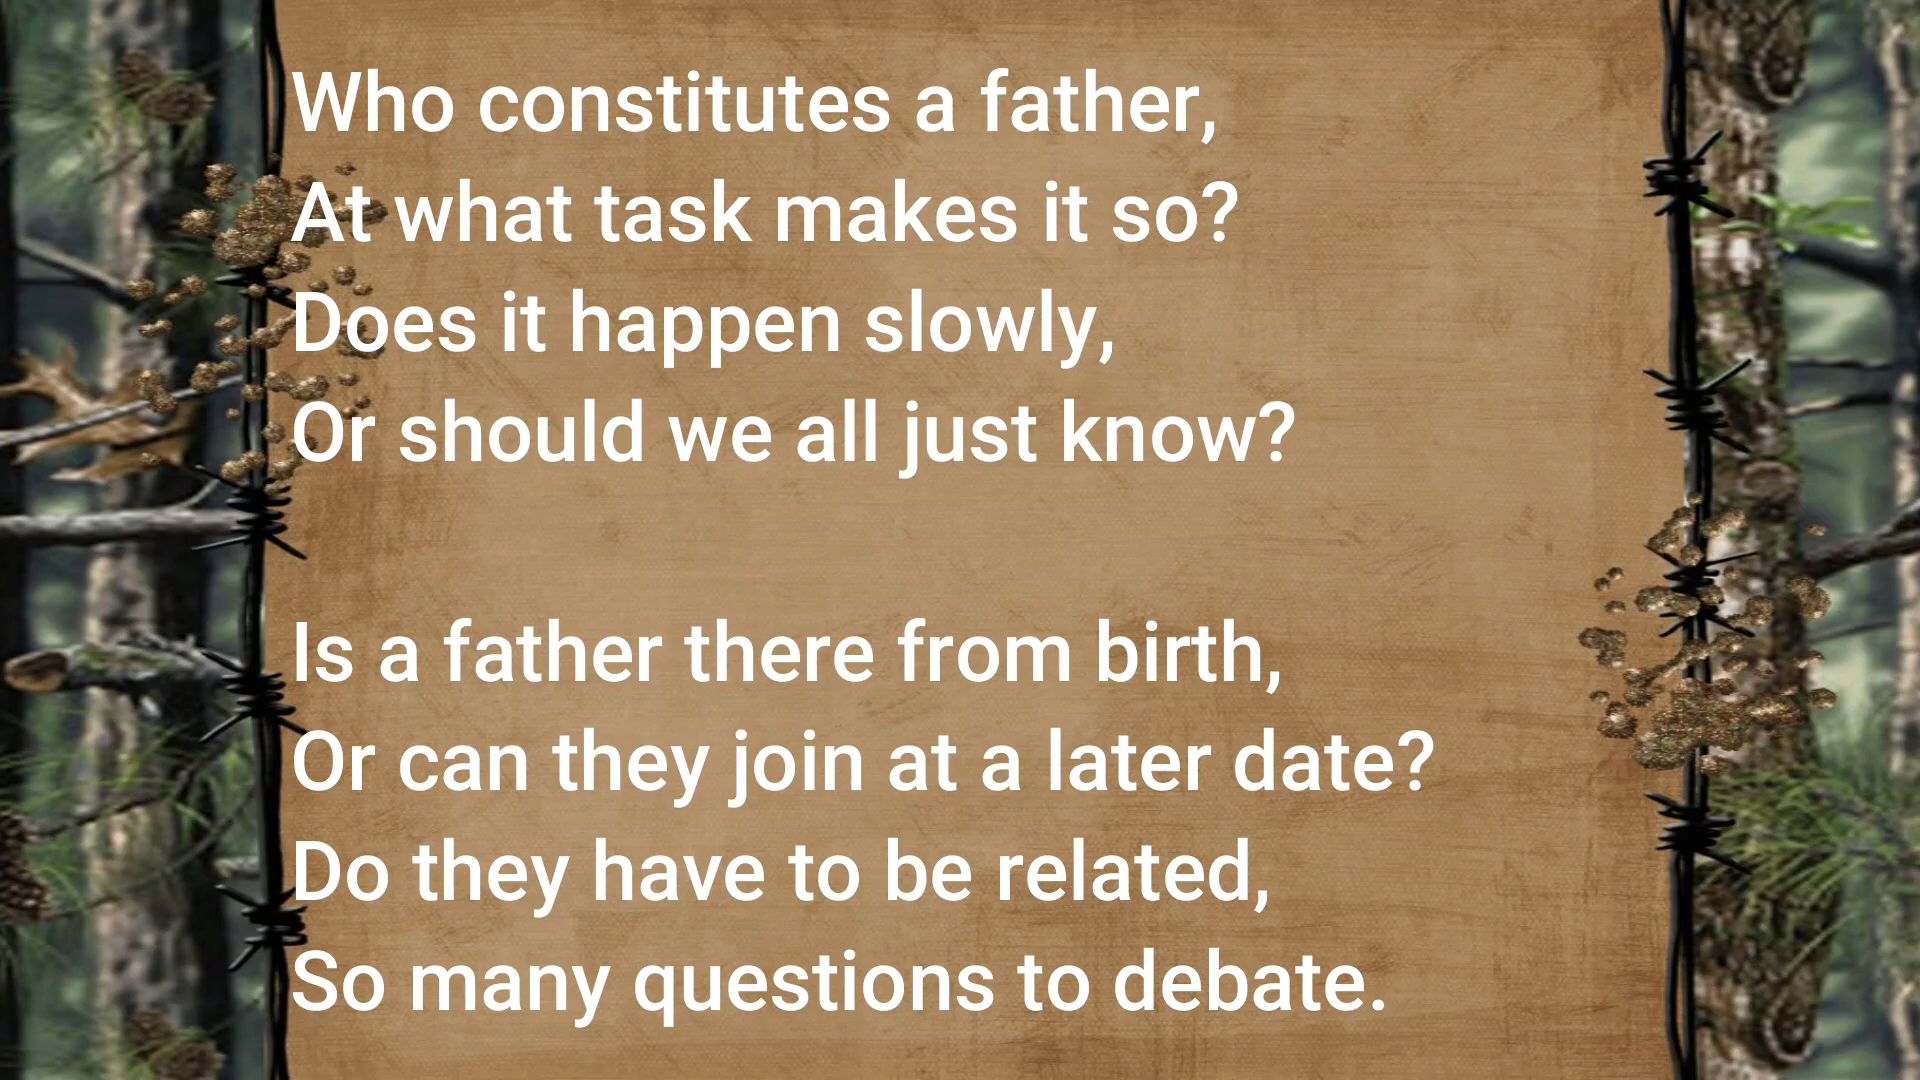 Who constitutes a father,
At what task makes it so?
Does it happen slowly,
Or should we all just know?
Is a father there from birth,
Or can they join at a later date?
Do they have to be related,
So many questions to debate.